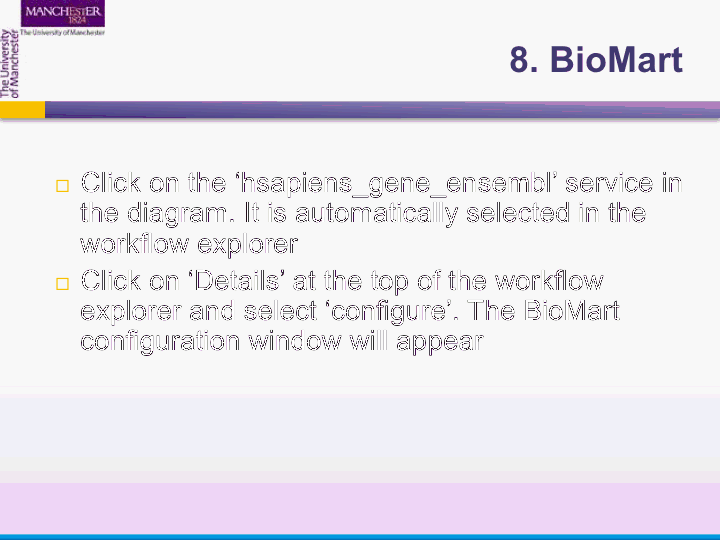 MANCHESTER
1824
The University of Manchester
The University
of Manchester
8. BioMart
Click on the ‘hsapiens_gene_ensembl’ service in
the diagram. It is automatically selected in the
workflow explorer
Click on ‘Details’ at the top of the workflow
explorer and select ‘configure’. The BioMart
configuration window will appear